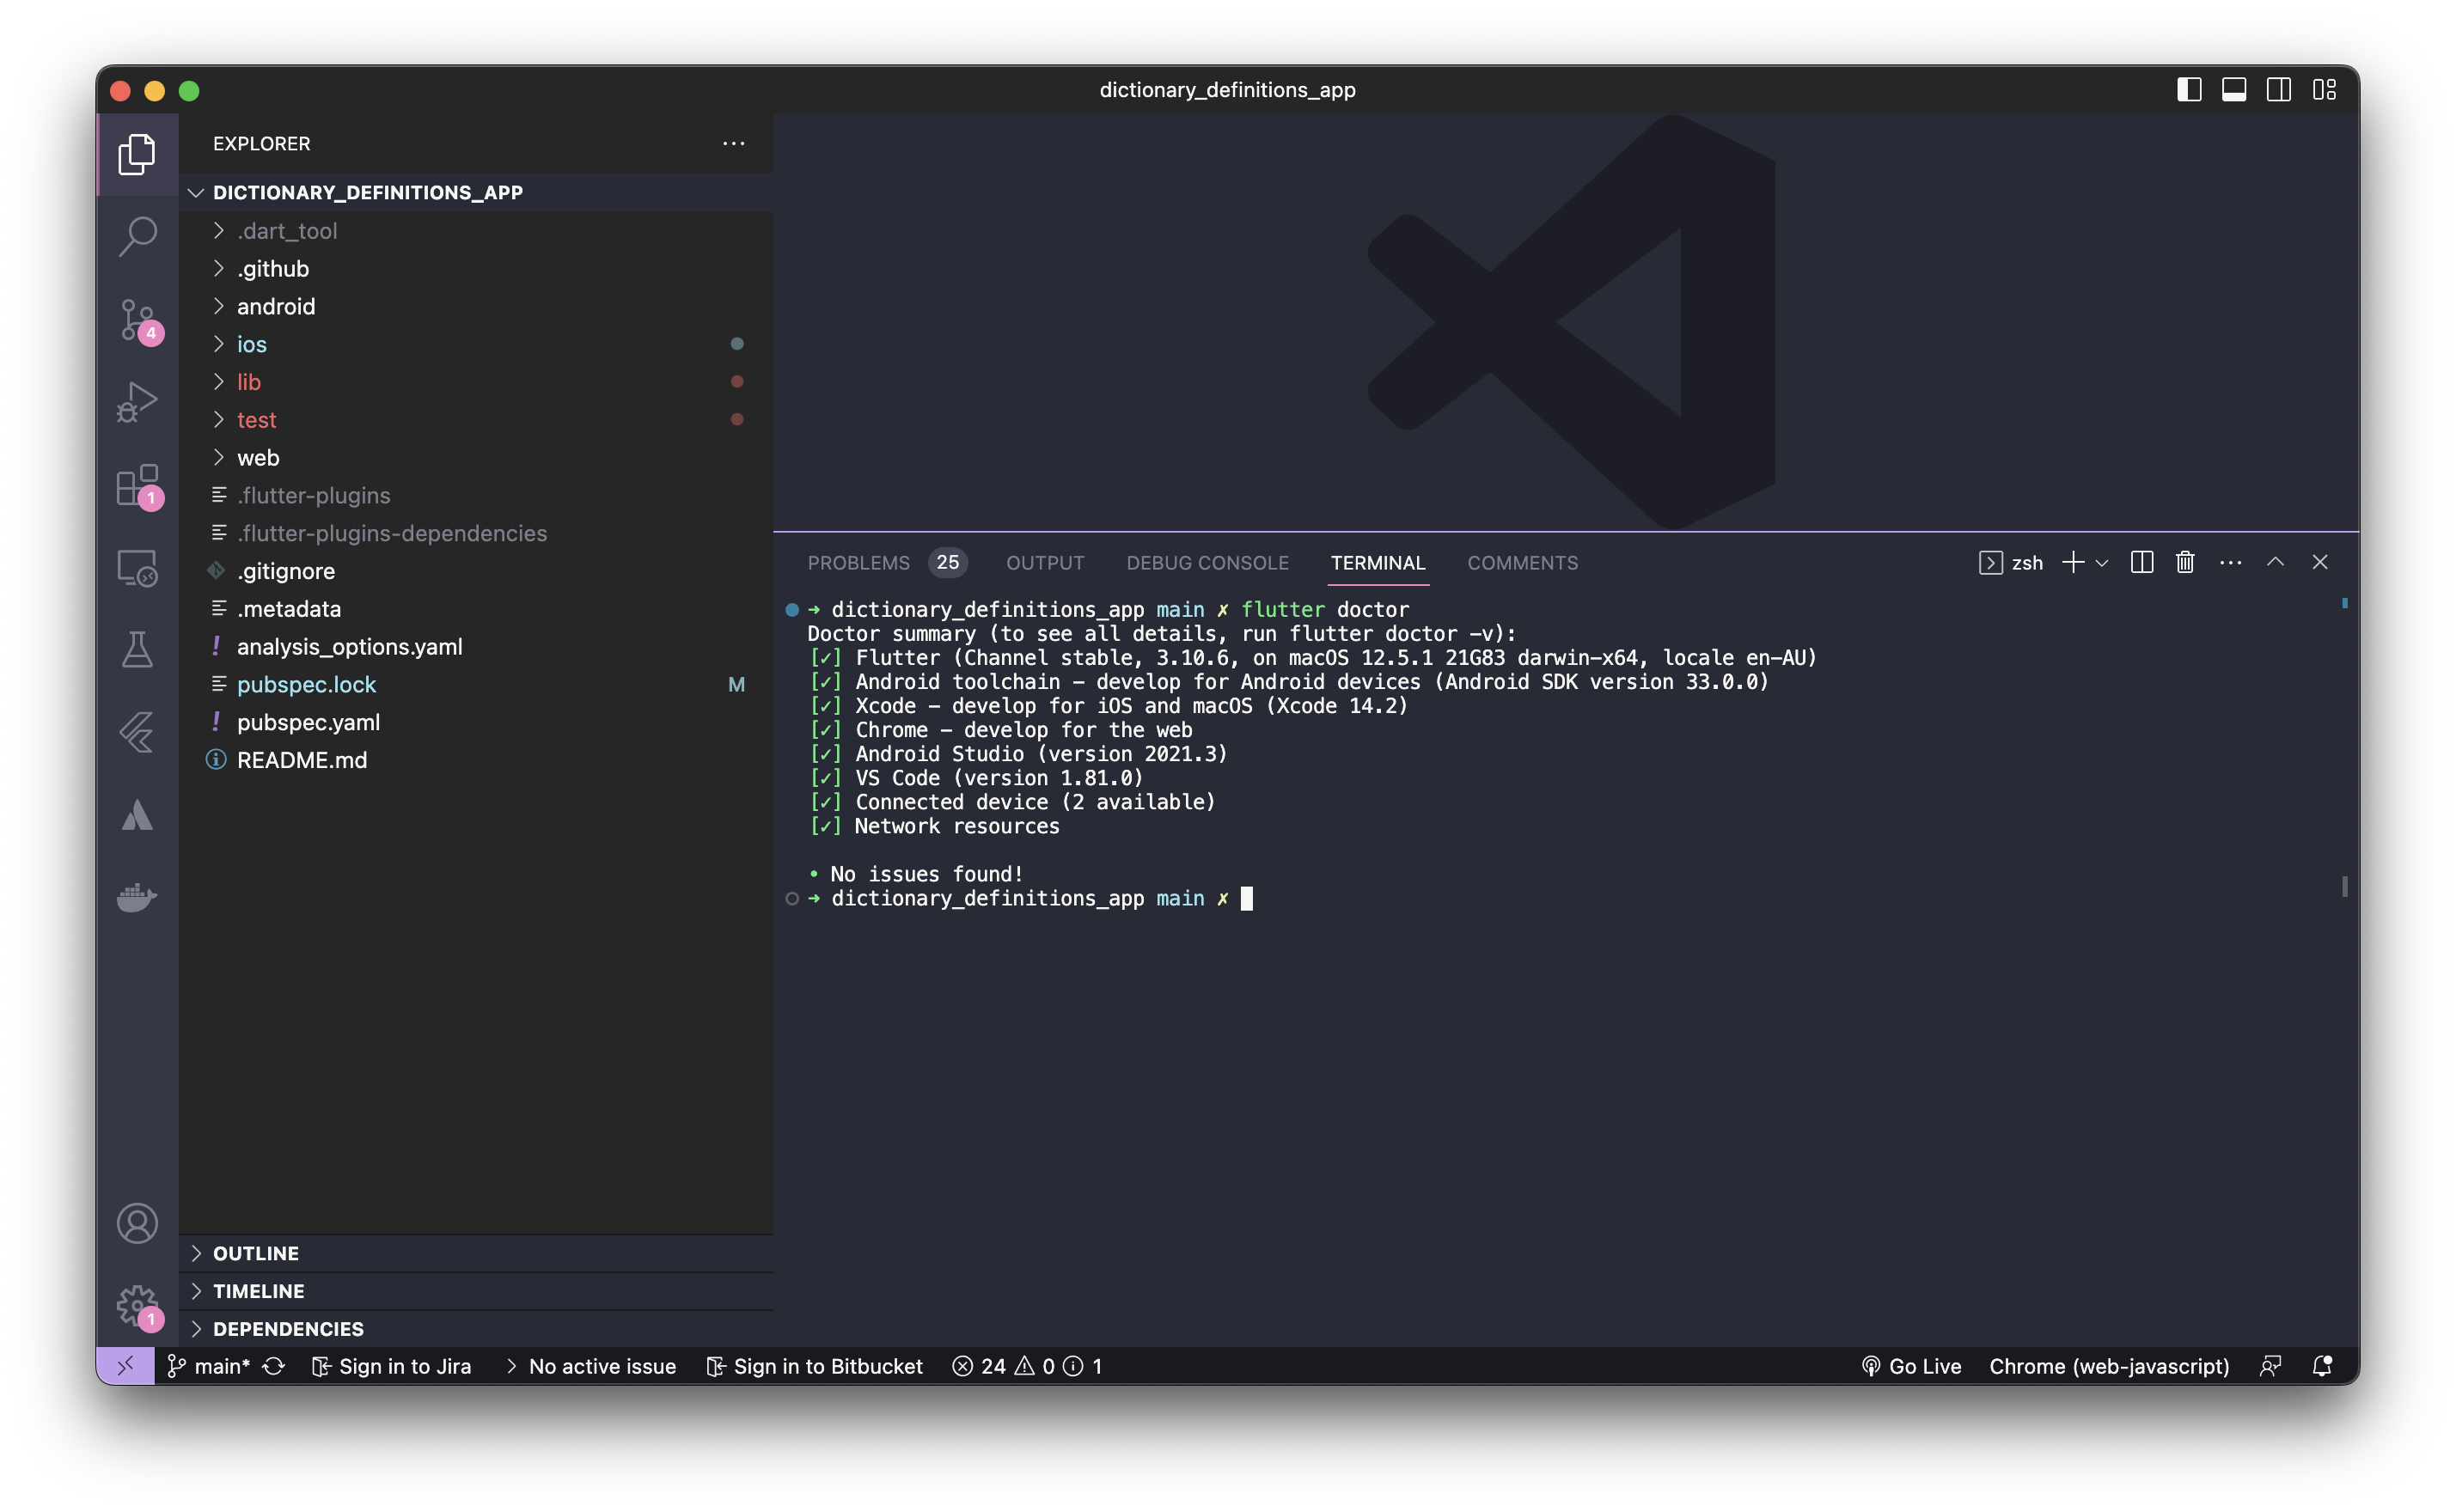 dictionary_definitions_app
EXPLORER
DICTIONARY_DEFINITIONS_APP
.dart_tool
.github
android
ios
lib
test
web
.flutter-plugins
.flutter-plugins-dependencies
.gitignore
.metadata
! analysis_options.yaml
pubspec.lock M
! pubspec.yaml
README.md
4
1
1
OUTLINE
TIMELINE
DEPENDENCIES
PROBLEMS 25 OUTPUT DEBUG CONSOLE TERMINAL COMMENTS zsh
➜ dictionary_definitions_app main ✗ flutter doctor
Doctor summary (to see all details, run flutter doctor -v):
[✓] Flutter (Channel stable, 3.10.6, on macOS 12.5.1 21G83 darwin-x64, locale en-AU)
[✓] Android toolchain - develop for Android devices (Android SDK version 33.0.0)
[✓] Xcode - develop for iOS and macOS (Xcode 14.2)
[✓] Chrome - develop for the web
[✓] Android Studio (version 2021.3)
[✓] VS Code (version 1.81.0)
[✓] Connected device (2 available)
[✓] Network resources
• No issues found!
➜ dictionary_definitions_app main ✗
main* Sign in to Jira No active issue Sign in to Bitbucket 24 0 1 Go Live Chrome (web-javascript)